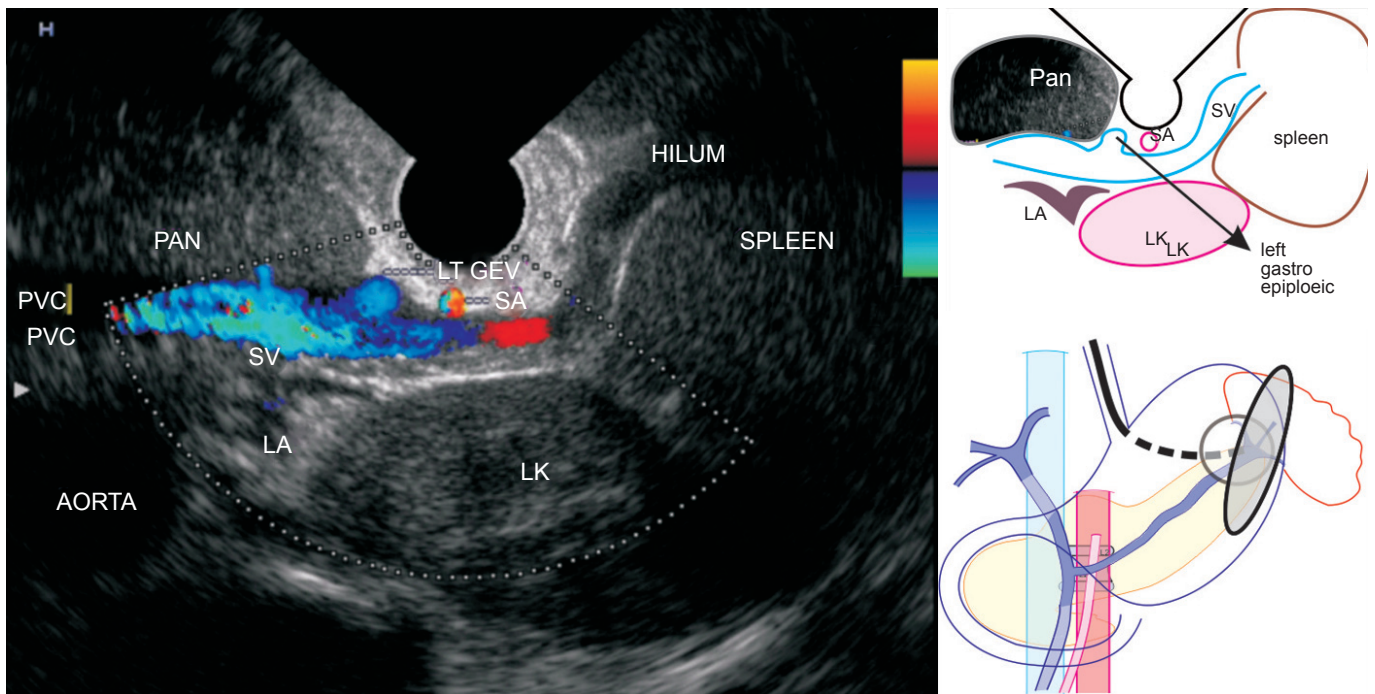 H
HILUM
PAN
SPLEEN
LT GEV
PVC
SA
PVC
SV
LA
LK
AORTA
Pan
SA
SV
spleen
LA
LK
LK
left
gastro
epiploeic